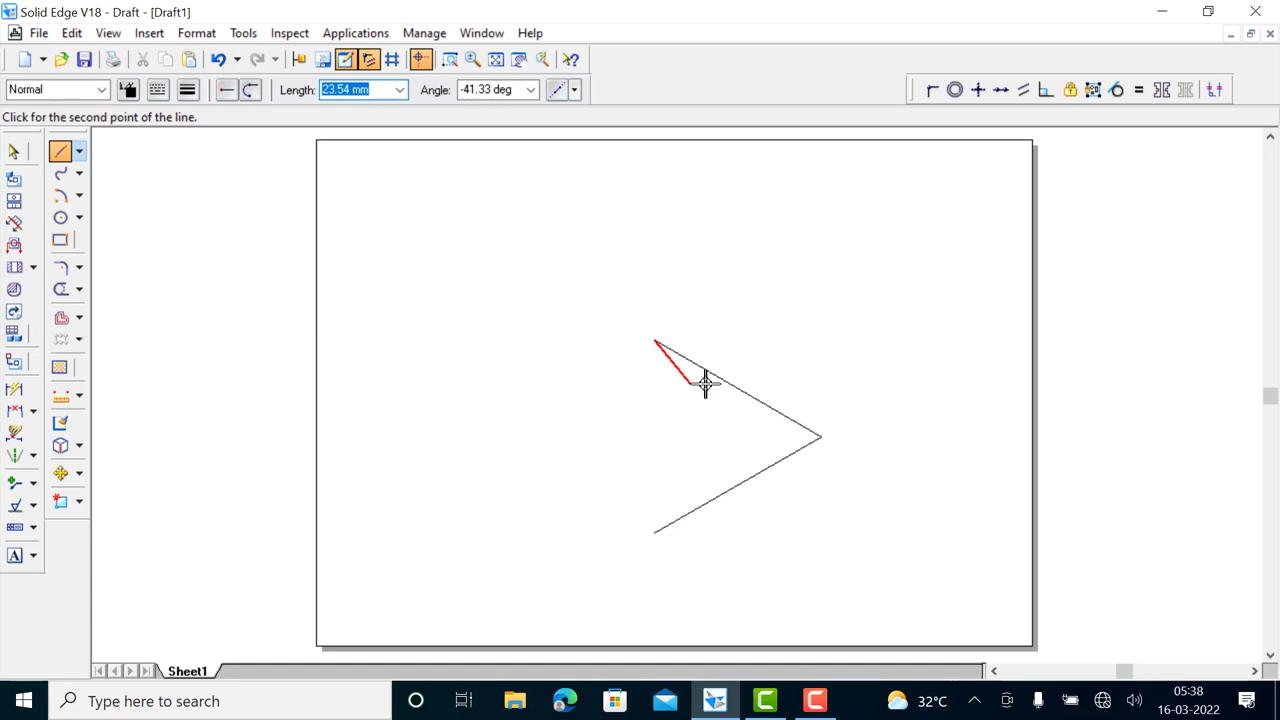 Solid Edge V18 - Draft - [Draft1]
File Edit View Insert Format Tools Inspect Applications Manage Window Help
Normal Length: 23.54 mm Angle: -41.33 deg
Click for the second point of the line.
A
Sheet1
Type here to search 32°C 05:38
16-03-2022